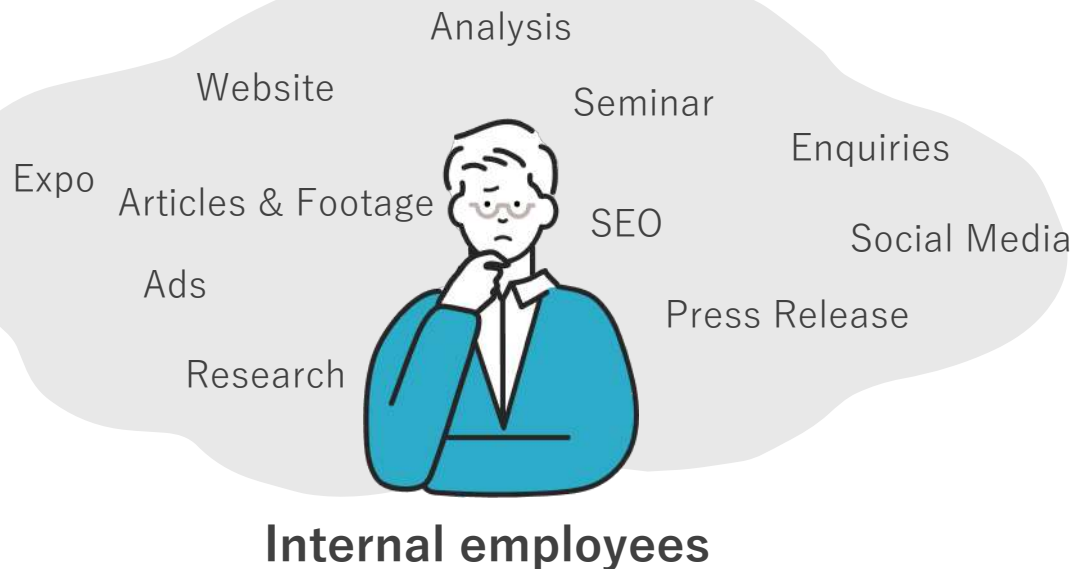 Analysis
Website
Seminar
Enquiries
Expo
Articles & Footage
SEO
Social Media
Ads
Press Release
Research
Internal employees